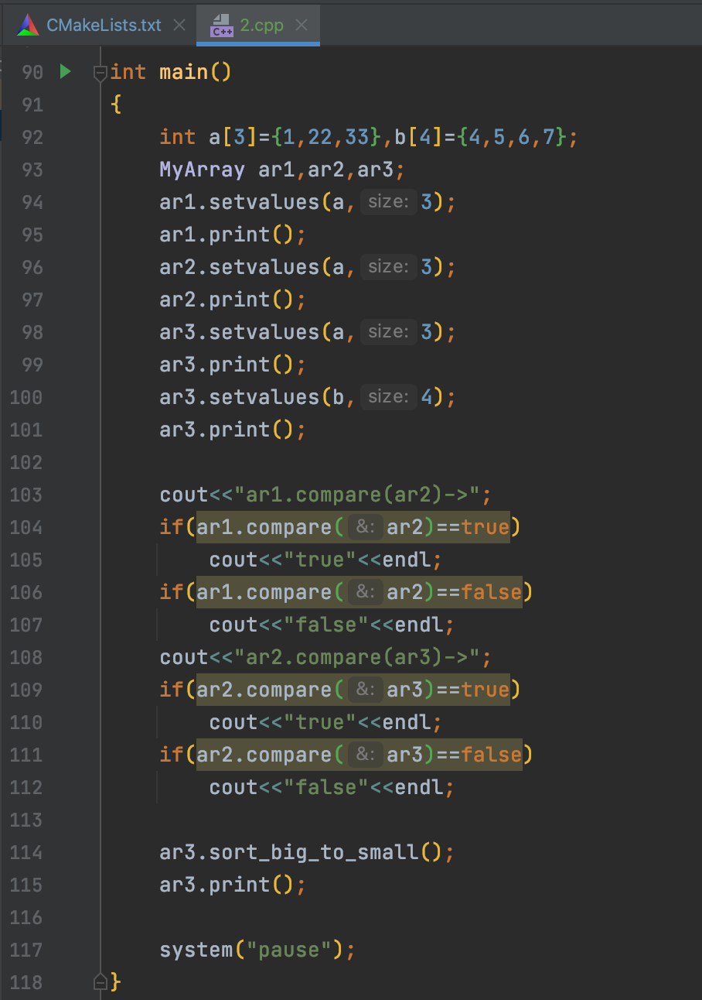 CMakeLists.txt 2.cpp
90 int main()
91 {
92 int a[3]={1,22,33},b[4]={4,5,6,7};
93 MyArray ar1,ar2,ar3;
94 ar1.setvalues(a, size: 3);
95 ar1.print();
96 ar2.setvalues(a, size: 3);
97 ar2.print();
98 ar3.setvalues(a, size: 3);
99 ar3.print();
100 ar3.setvalues(b, size: 4);
101 ar3.print();
102
103 cout<<"ar1.compare(ar2)->";
104 if(ar1.compare( &: ar2)==true)
105 cout<<"true"<<endl;
106 if(ar1.compare( &: ar2)==false)
107 cout<<"false"<<endl;
108 cout<<"ar2.compare(ar3)->";
109 if(ar2.compare( &: ar3)==true)
110 cout<<"true"<<endl;
111 if(ar2.compare( &: ar3)==false)
112 cout<<"false"<<endl;
113
114 ar3.sort_big_to_small();
115 ar3.print();
116
117 system("pause");
118 }